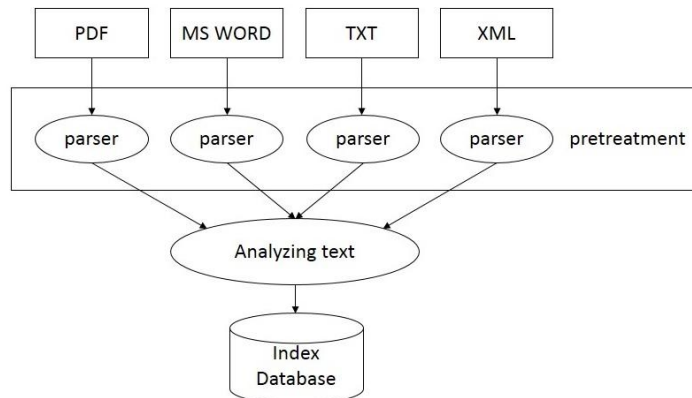 PDF
MS WORD
TXT
XML
parser
parser
parser
parser
pretreatment
Analyzing text
Index
Database